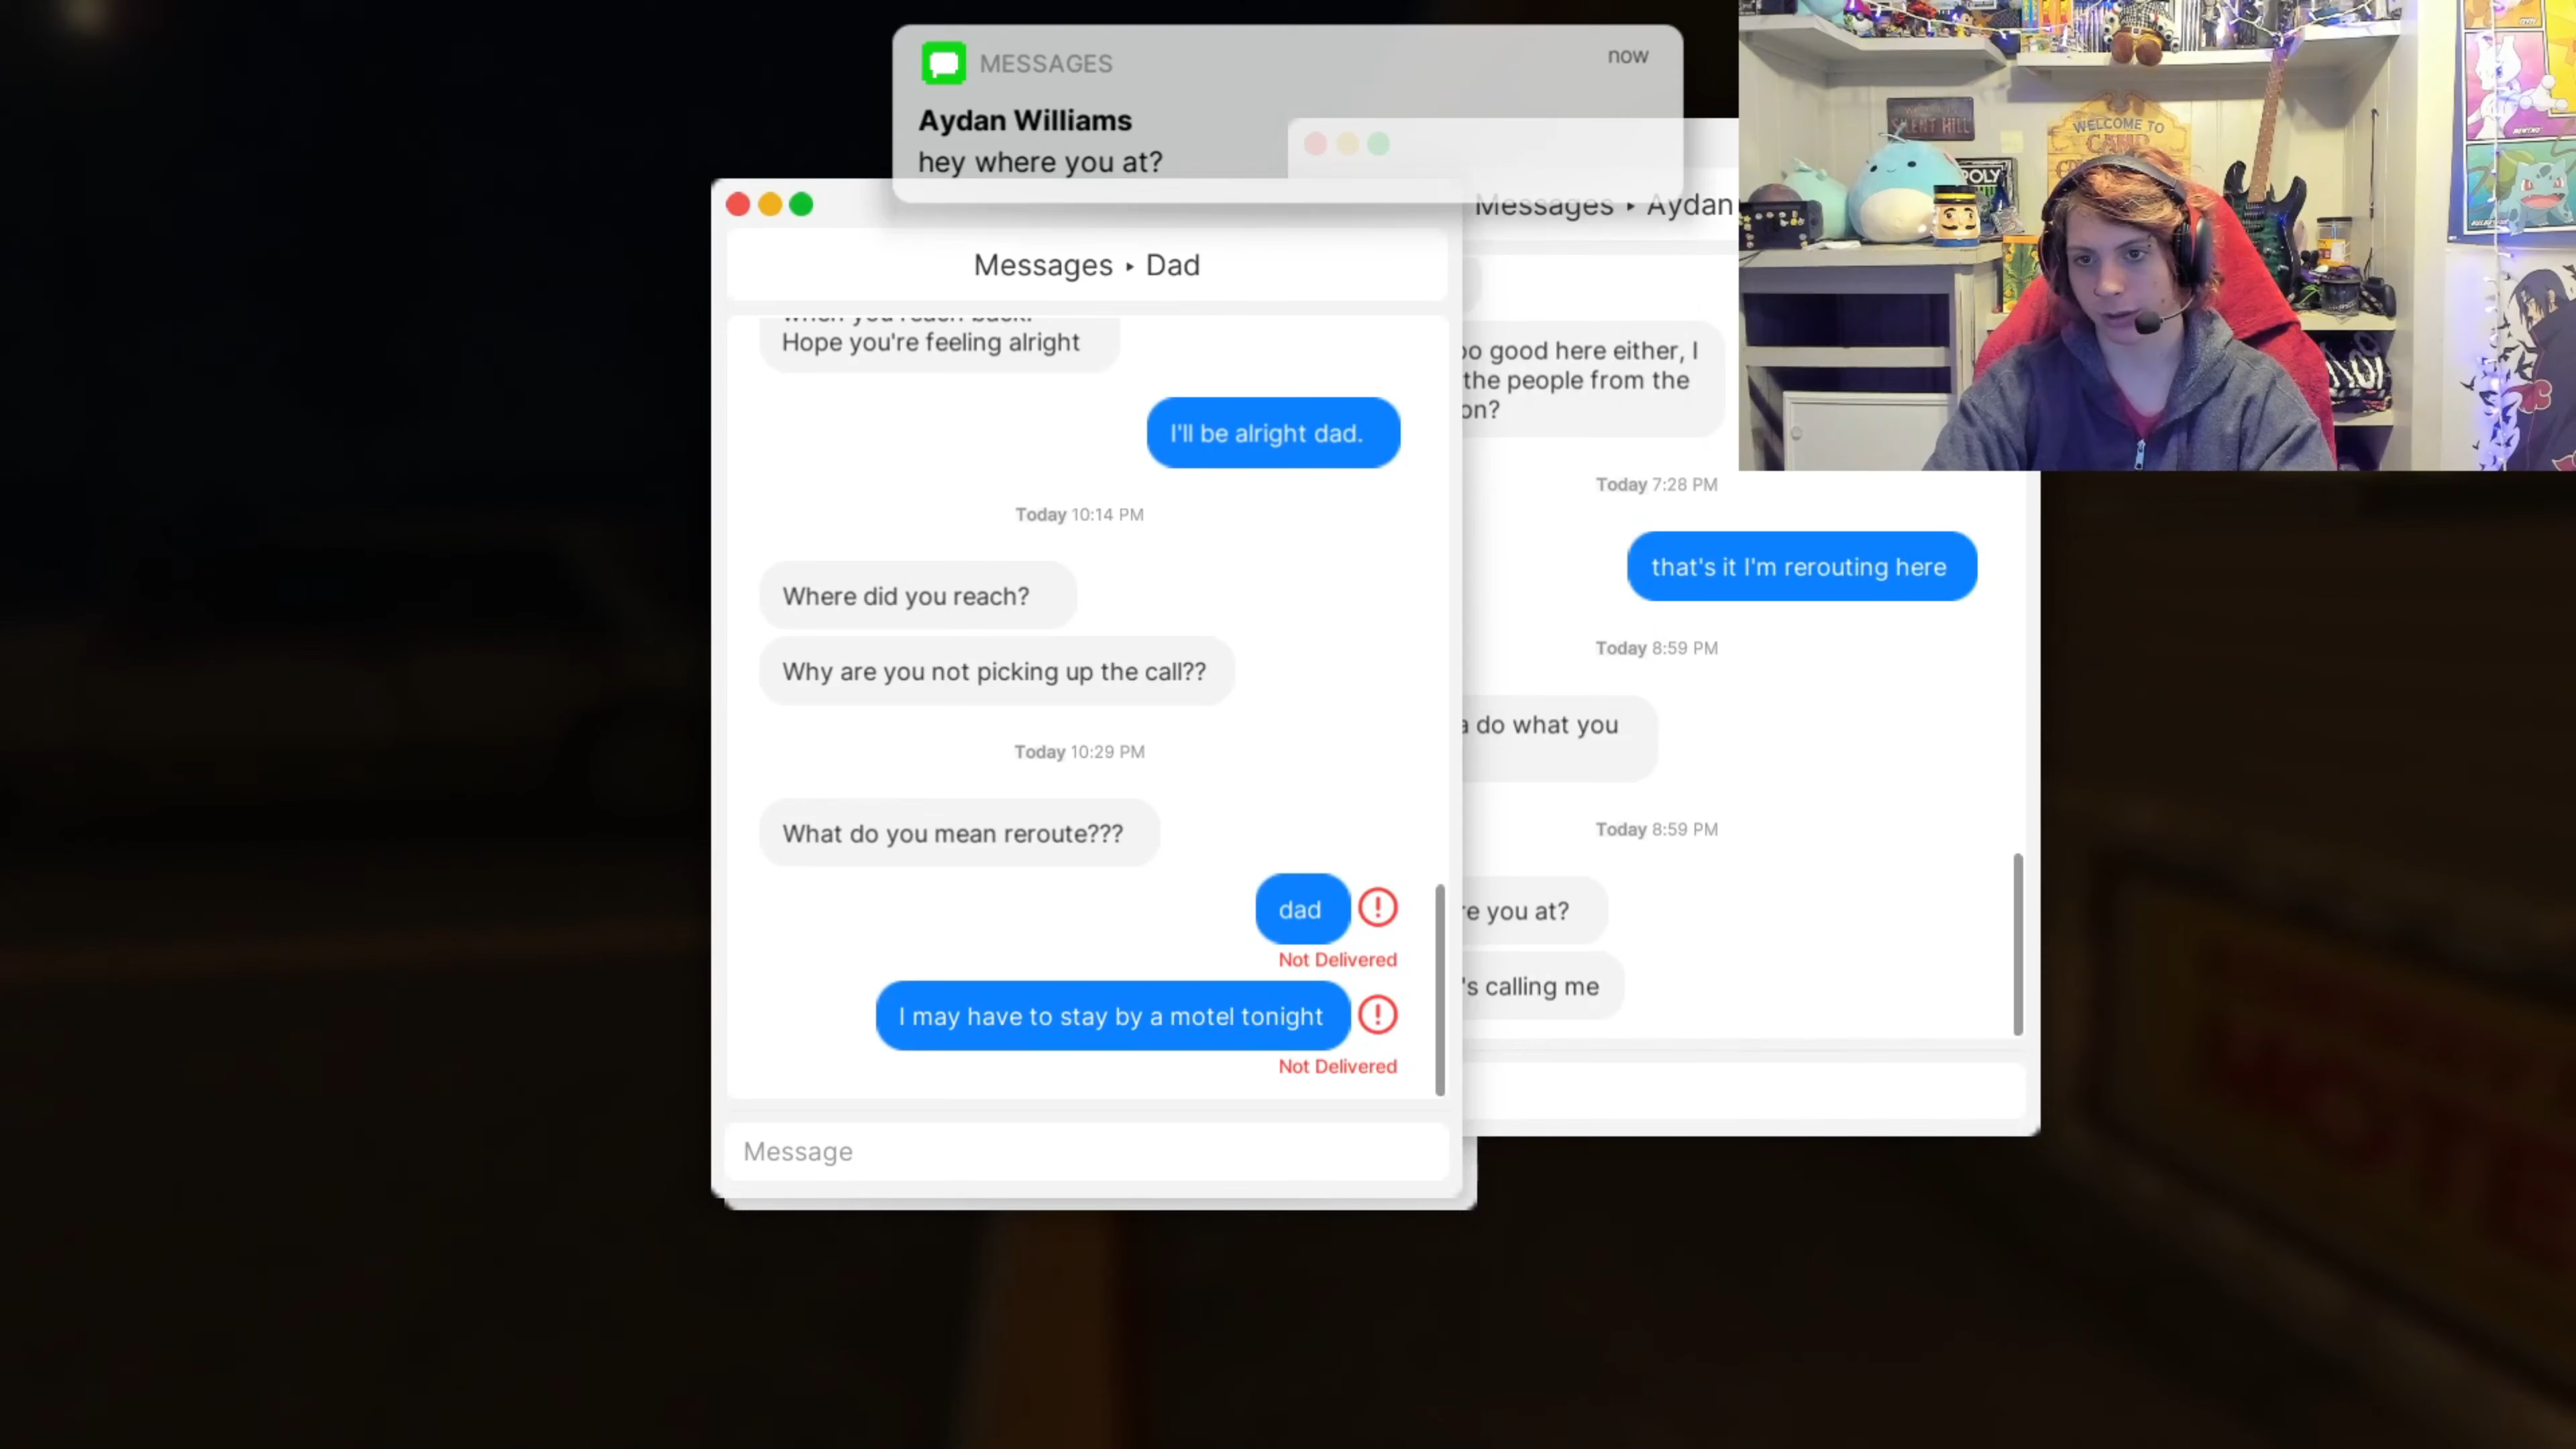 MESSAGES
now
Aydan Williams
hey where you at?
Messages ▸ Dad
Hope you're feeling alright
I'll be alright dad.
Today 10:14 PM
Where did you reach?
Why are you not picking up the call??
Today 10:29 PM
What do you mean reroute???
dad
Not Delivered
I may have to stay by a motel tonight
Not Delivered
Message
Messages ▸ Aydan
good here either, I
the people from the
Today 7:28 PM
that's it I'm rerouting here
Today 8:59 PM
do what you
Today 8:59 PM
you at?
's calling me
SILENT HILL
WELCOME TO
CAMP
POLY